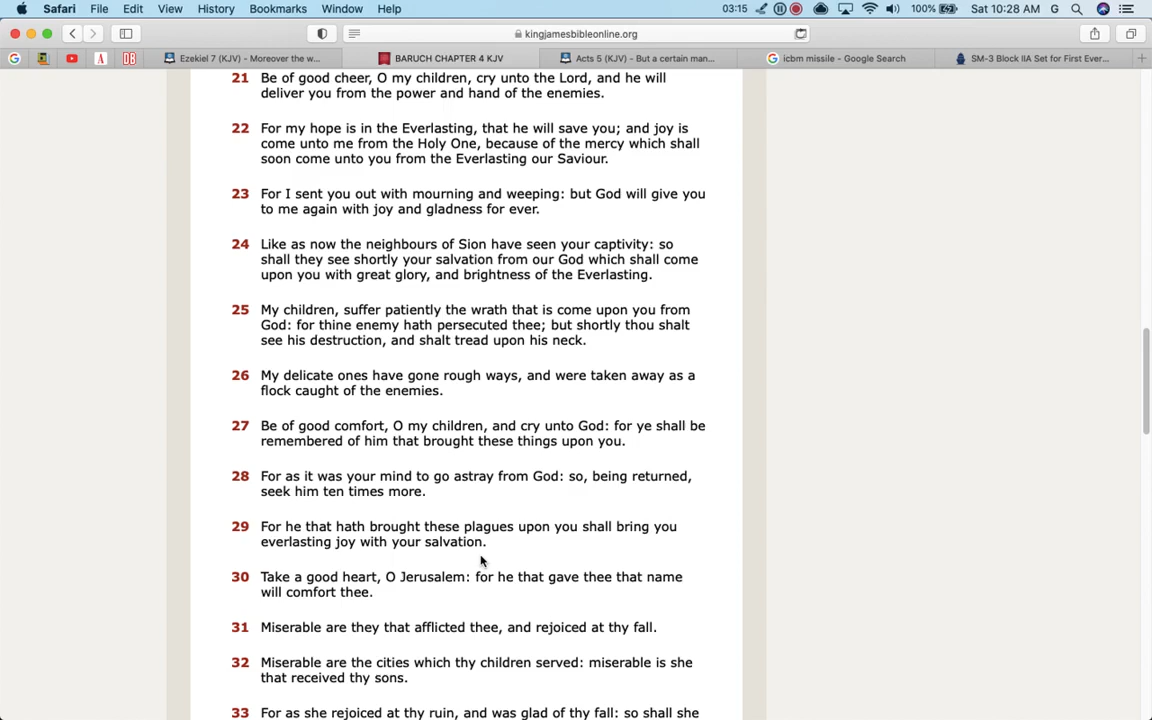 Safari File Edit View History Bookmarks Window Help 03:15 100% Sat 10:28 AM G
kingjamesbibleonline.org
G A DB Ezekiel 7 (KJV) - Moreover the w... BARUCH CHAPTER 4 KJV Acts 5 (KJV) - But a certain man... G icbm missile - Google Search SM-3 Block IIA Set for First Ever...
21 Be of good cheer, O my children, cry unto the Lord, and he will
deliver you from the power and hand of the enemies.
22 For my hope is in the Everlasting, that he will save you; and joy is
come unto me from the Holy One, because of the mercy which shall
soon come unto you from the Everlasting our Saviour.
23 For I sent you out with mourning and weeping: but God will give you
to me again with joy and gladness for ever.
24 Like as now the neighbours of Sion have seen your captivity: so
shall they see shortly your salvation from our God which shall come
upon you with great glory, and brightness of the Everlasting.
25 My children, suffer patiently the wrath that is come upon you from
God: for thine enemy hath persecuted thee; but shortly thou shalt
see his destruction, and shalt tread upon his neck.
26 My delicate ones have gone rough ways, and were taken away as a
flock caught of the enemies.
27 Be of good comfort, O my children, and cry unto God: for ye shall be
remembered of him that brought these things upon you.
28 For as it was your mind to go astray from God: so, being returned,
seek him ten times more.
29 For he that hath brought these plagues upon you shall bring you
everlasting joy with your salvation.
30 Take a good heart, O Jerusalem: for he that gave thee that name
will comfort thee.
31 Miserable are they that afflicted thee, and rejoiced at thy fall.
32 Miserable are the cities which thy children served: miserable is she
that received thy sons.
33 For as she rejoiced at thy ruin, and was glad of thy fall: so shall she